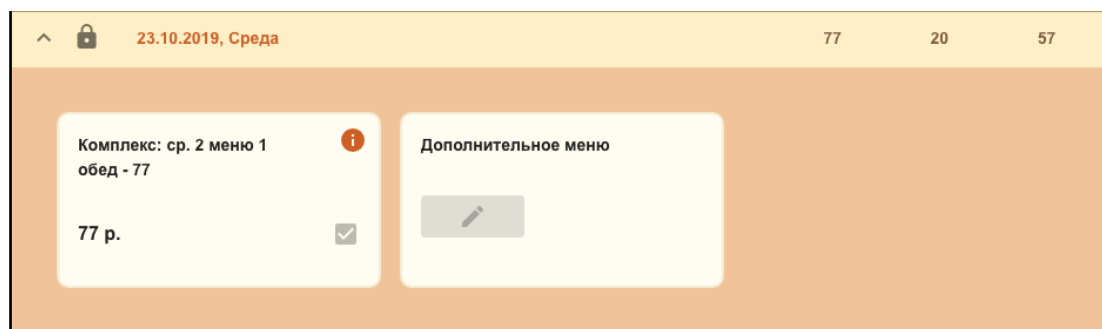 23.10.2019, Среда 77 20 57
Комплекс: ср. 2 меню 1
обед - 77
77 р.
Дополнительное меню